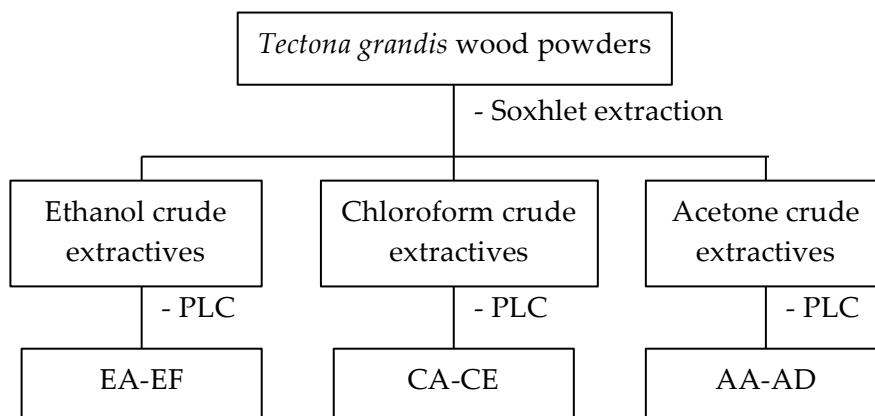 Tectona grandis wood powders
- Soxhlet extraction
Ethanol crude
extractives
Chloroform crude
extractives
Acetone crude
extractives
- PLC
- PLC
- PLC
EA-EF
CA-CE
AA-AD